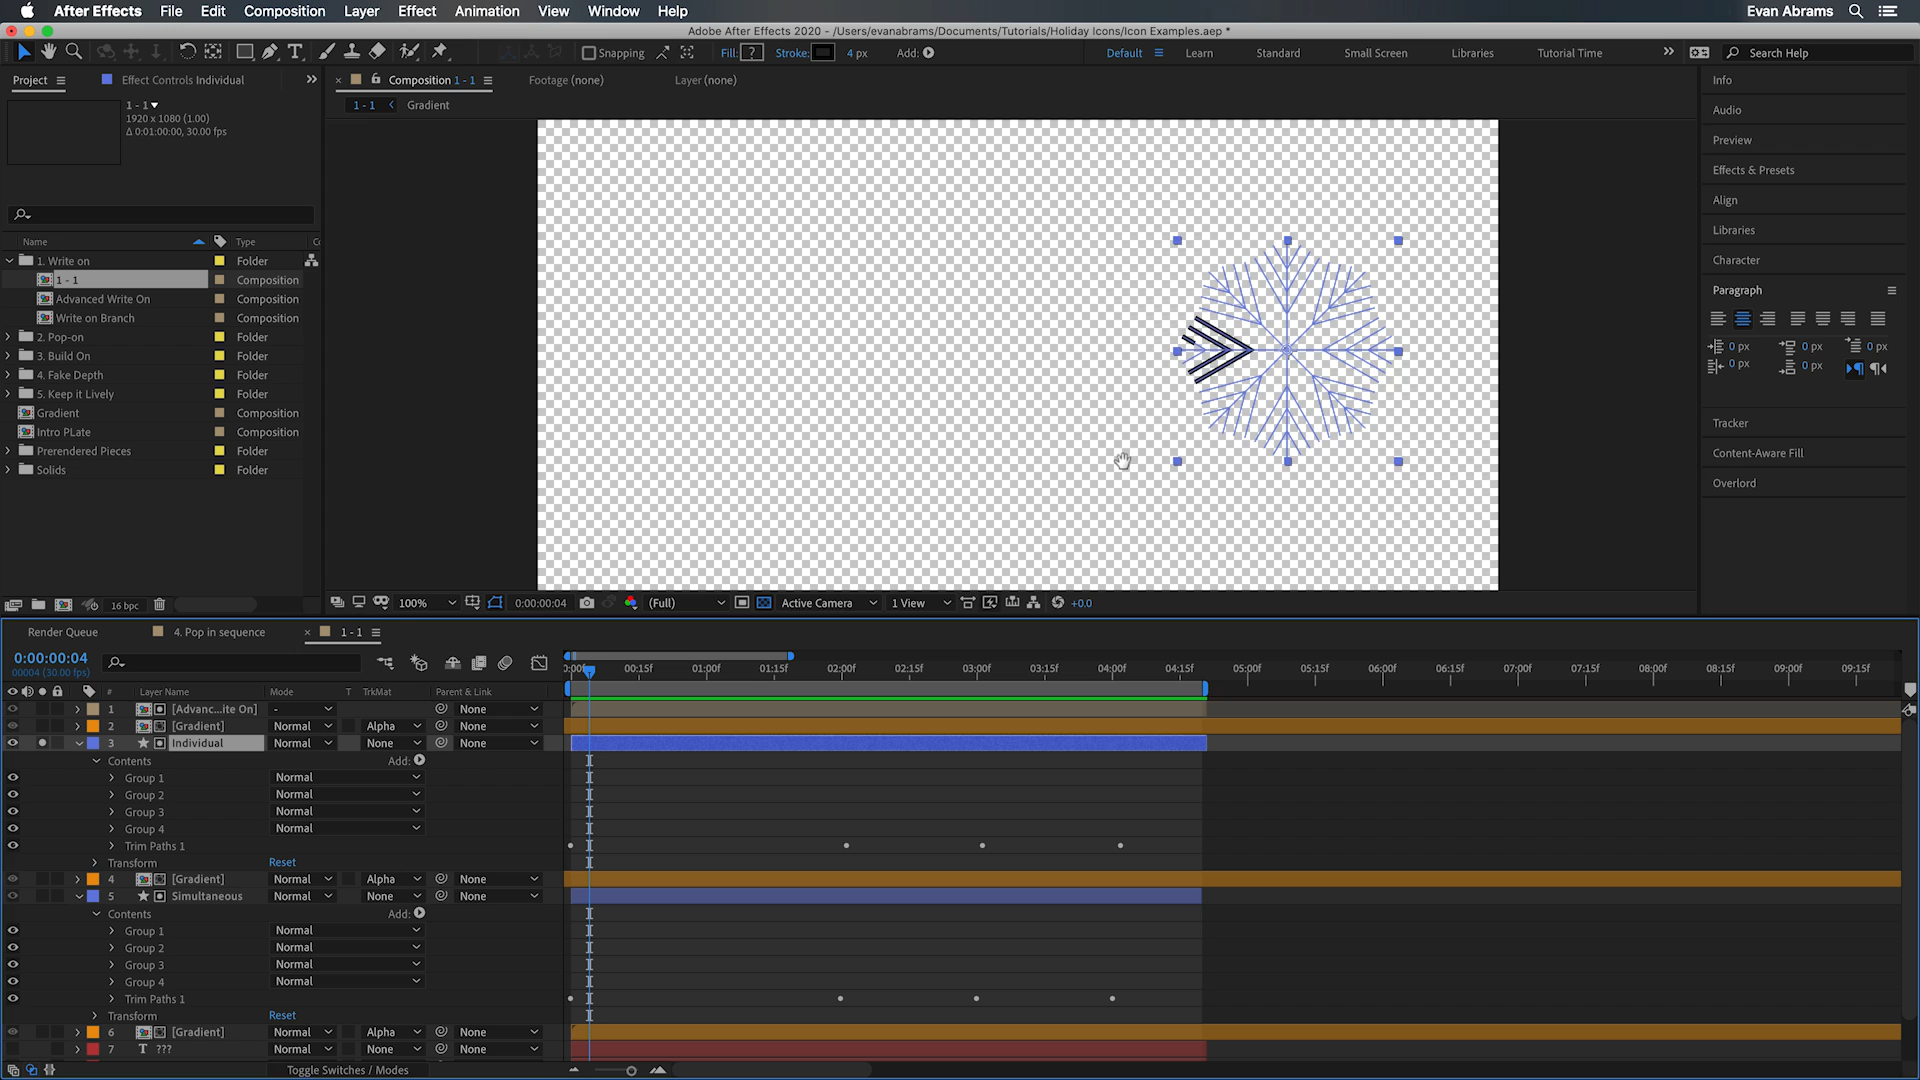 After Effects File Edit Composition Layer Effect Animation View Window Help Evan Abrams
Adobe After Effects 2020 - /Users/evanabrams/Documents/Tutorials/Holiday Icons/Icon Examples.aep *
Snapping Fill: ? Stroke: 4 px Add: Default Learn Standard Small Screen Libraries Tutorial Time Search Help
Project Effect Controls Individual Composition 1 - 1 Footage (none) Layer (none) Info
1 - 1 Gradient
1 - 1
1920 x 1080 (1.00)
Δ 0:01:00:00, 30.00 fps
Audio
Preview
Effects & Presets
Align
Libraries
Character
Paragraph
0 px 0 px 0 px
0 px 0 px
Tracker
Content-Aware Fill
Overlord
Name Type
1. Write on Folder
1 - 1 Composition
Advanced Write On Composition
Write on Branch Composition
2. Pop-on Folder
3. Build On Folder
4. Fake Depth Folder
5. Keep it Lively Folder
Gradient Composition
Intro PLate Composition
Prerendered Pieces Folder
Solids Folder
16 bpc 100% 0:00:00:04 (Full) Active Camera 1 View +0.0
Render Queue 4. Pop in sequence 1 - 1
0:00:00:04
00004 (30.00 fps)
00:15f 01:00f 01:15f 02:00f 02:15f 03:00f 03:15f 04:00f 04:15f 05:00f 05:15f 06:00f 06:15f 07:00f 07:15f 08:00f 08:15f 09:00f 09:15f
# Layer Name Mode T TrkMat Parent & Link
1 [Advanc...ite On] - None
2 [Gradient] Normal Alpha None
3 Individual Normal None None
Contents Add:
Group 1 Normal
Group 2 Normal
Group 3 Normal
Group 4 Normal
Trim Paths 1
Transform Reset
4 [Gradient] Normal Alpha None
5 Simultaneous Normal None None
Contents Add:
Group 1 Normal
Group 2 Normal
Group 3 Normal
Group 4 Normal
Trim Paths 1
Transform Reset
6 [Gradient] Normal Alpha None
7 T ??? Normal None None
Toggle Switches / Modes